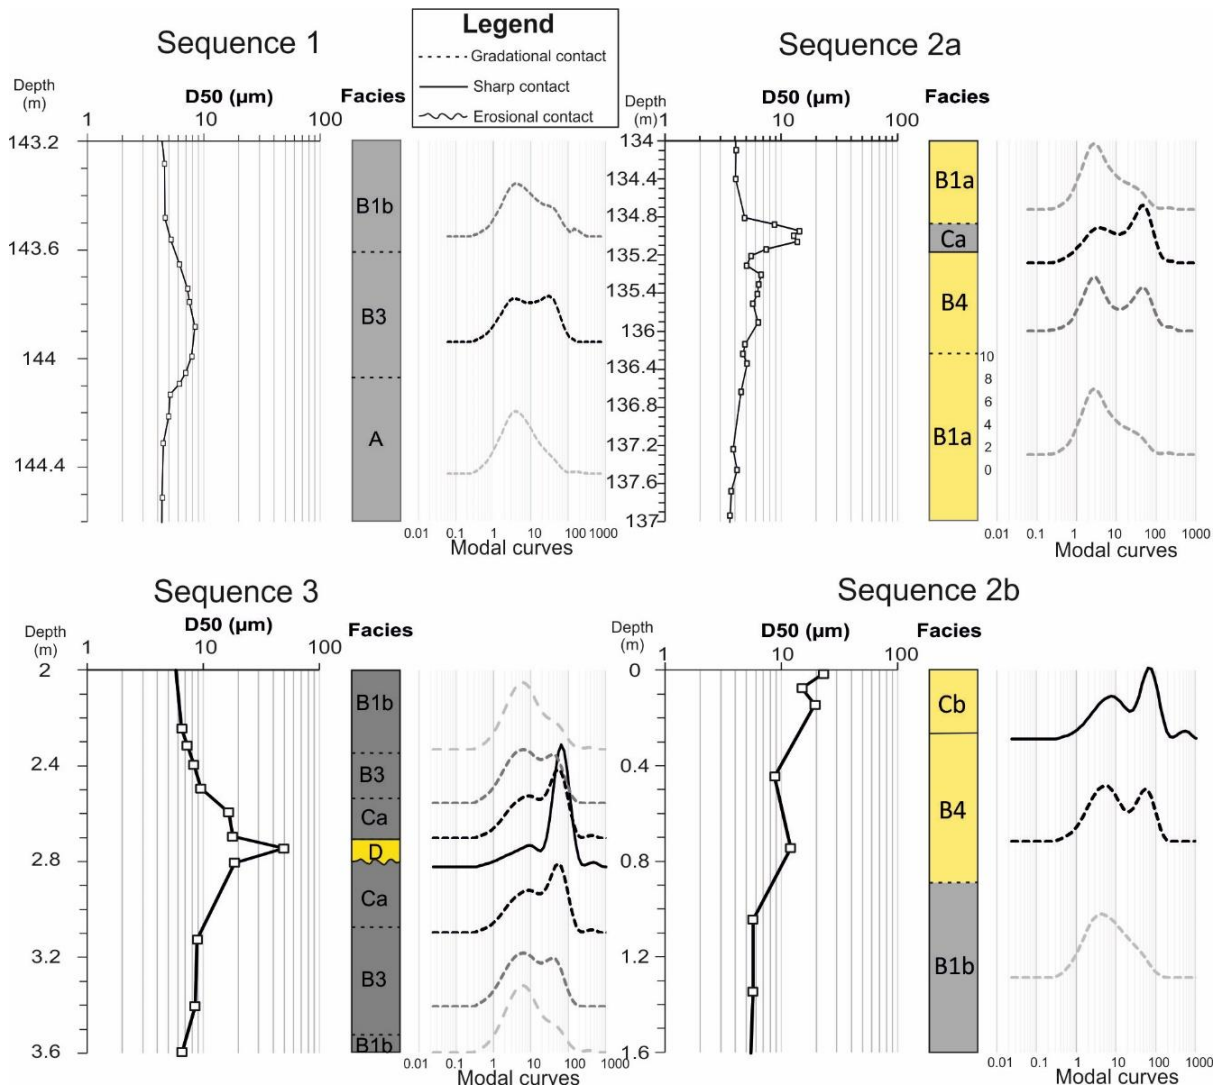 Sequence 1
Depth
(m)
D50 (µm)
Facies
1
10
100
143.2
143.6
144
144.4
B1b
B3
A
0.01 0.1 1 10 100 1000
Modal curves
Legend
Gradational contact
Sharp contact
Erosional contact
Sequence 2a
Depth
(m)
D50 (µm)
Facies
1
10
100
134
134.4
134.8
135.2
135.6
136
136.4
136.8
137.2
137.6
137
B1a
Ca
B4
B1a
10
8
6
4
2
0
0.01 0.1 1 10 100 1000
Modal curves
Sequence 3
Depth
(m)
D50 (µm)
Facies
1
10
100
2
2.4
2.8
3.2
3.6
B1b
B3
Ca
D
Ca
B3
B1b
0.01 0.1 1 10 100 1000
Modal curves
Sequence 2b
Depth
(m)
D50 (µm)
Facies
1
10
100
0
0.4
0.8
1.2
1.6
Cb
B4
B1b
0.01 0.1 1 10 100 1000
Modal curves